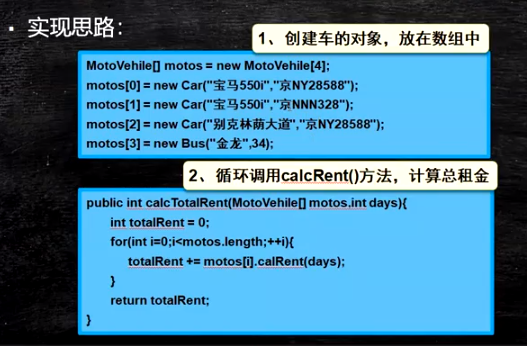 ▪ 实现思路:
1、创建车的对象，放在数组中
MotoVehile[] motos = new MotoVehile[4];
motos[0] = new Car("宝马550i","京NY28588");
motos[1] = new Car("宝马550i","京NNN328");
motos[2] = new Car("别克林荫大道","京NY28588");
motos[3] = new Bus("金龙",34);
2、循环调用calcRent()方法，计算总租金
public int calcTotalRent(MotoVehile[] motos,int days){
int totalRent = 0;
for(int i=0;i<motos.length;++i){
totalRent += motos[i].calRent(days);
}
return totalRent;
}